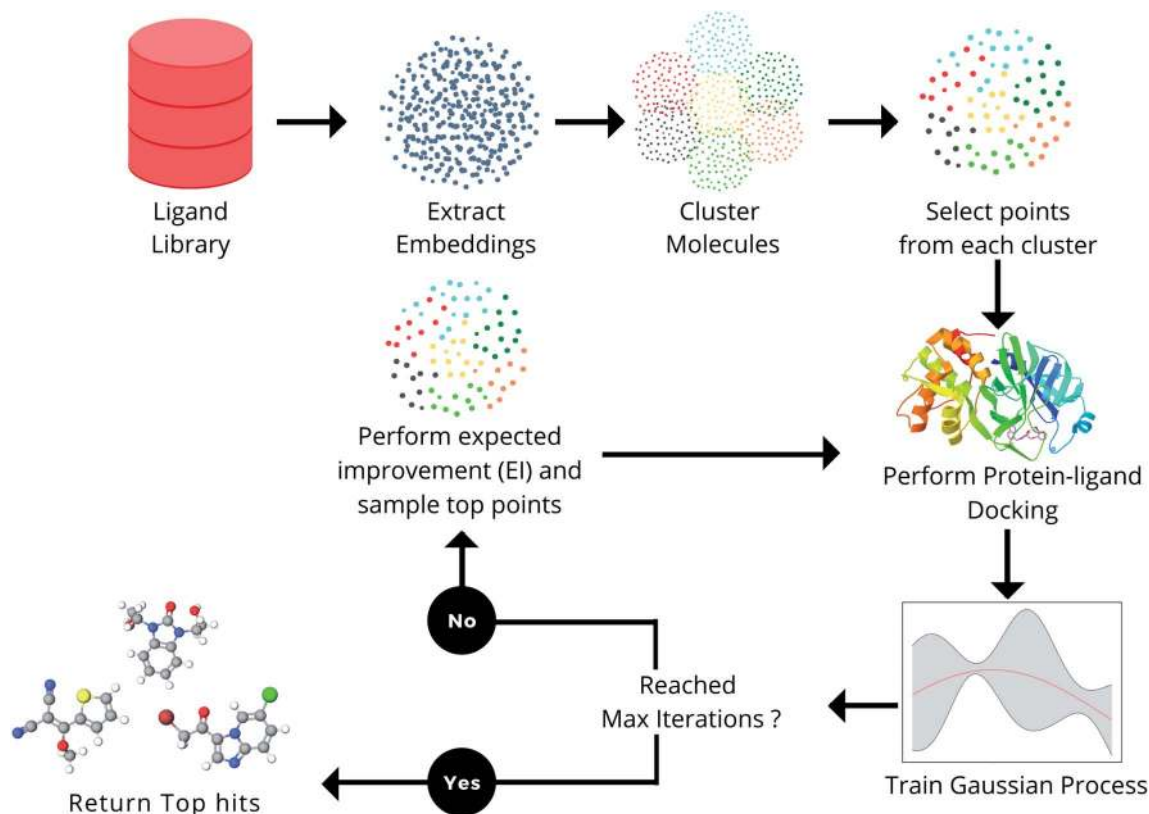 Ligand
Library
Extract
Embeddings
Cluster
Molecules
Select points
from each cluster
Perform expected
improvement (EI) and
sample top points
Perform Protein-ligand
Docking
No
Reached
Max Iterations ?
Yes
Train Gaussian Process
Return Top hits